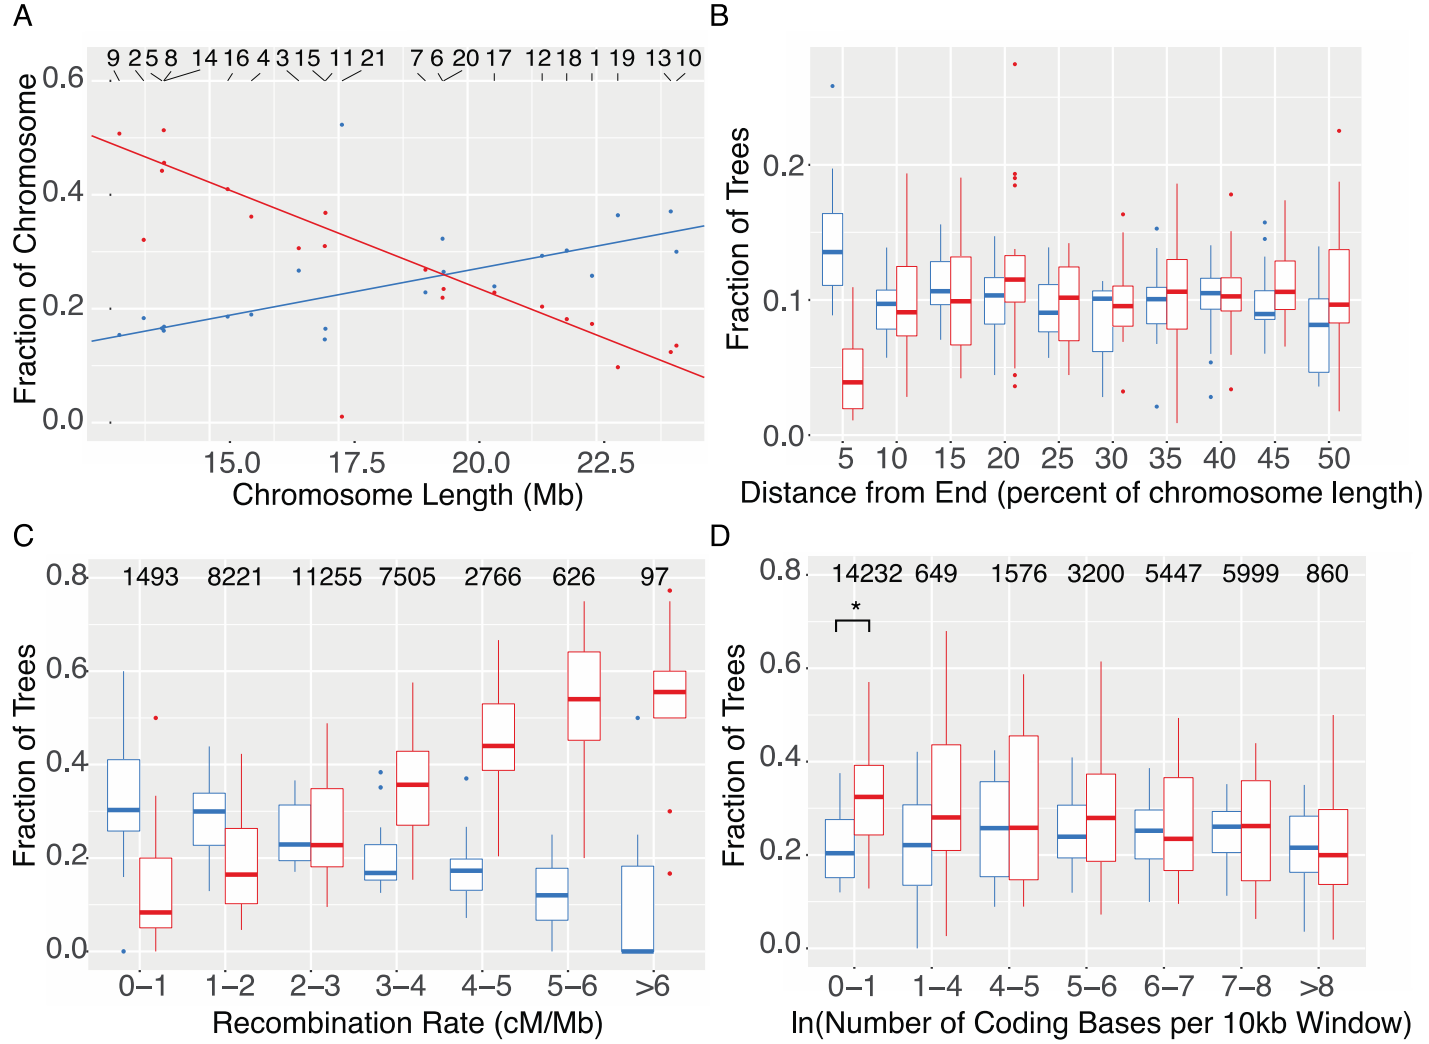 A
9 2 5 8 14 16 4 3 15 11 21 7 6 20 17 12 18 1 19 13 10
0.6
0.4
0.2
0.0
Fraction of Chromosome
15.0 17.5 20.0 22.5
Chromosome Length (Mb)
B
0.2
0.1
0.0
Fraction of Trees
5 10 15 20 25 30 35 40 45 50
Distance from End (percent of chromosome length)
C
1493 8221 11255 7505 2766 626 97
0.8
0.6
0.4
0.2
0.0
Fraction of Trees
0–1 1–2 2–3 3–4 4–5 5–6 >6
Recombination Rate (cM/Mb)
D
14232 649 1576 3200 5447 5999 860
*
0.8
0.6
0.4
0.2
0.0
Fraction of Trees
0–1 1–4 4–5 5–6 6–7 7–8 >8
ln(Number of Coding Bases per 10kb Window)